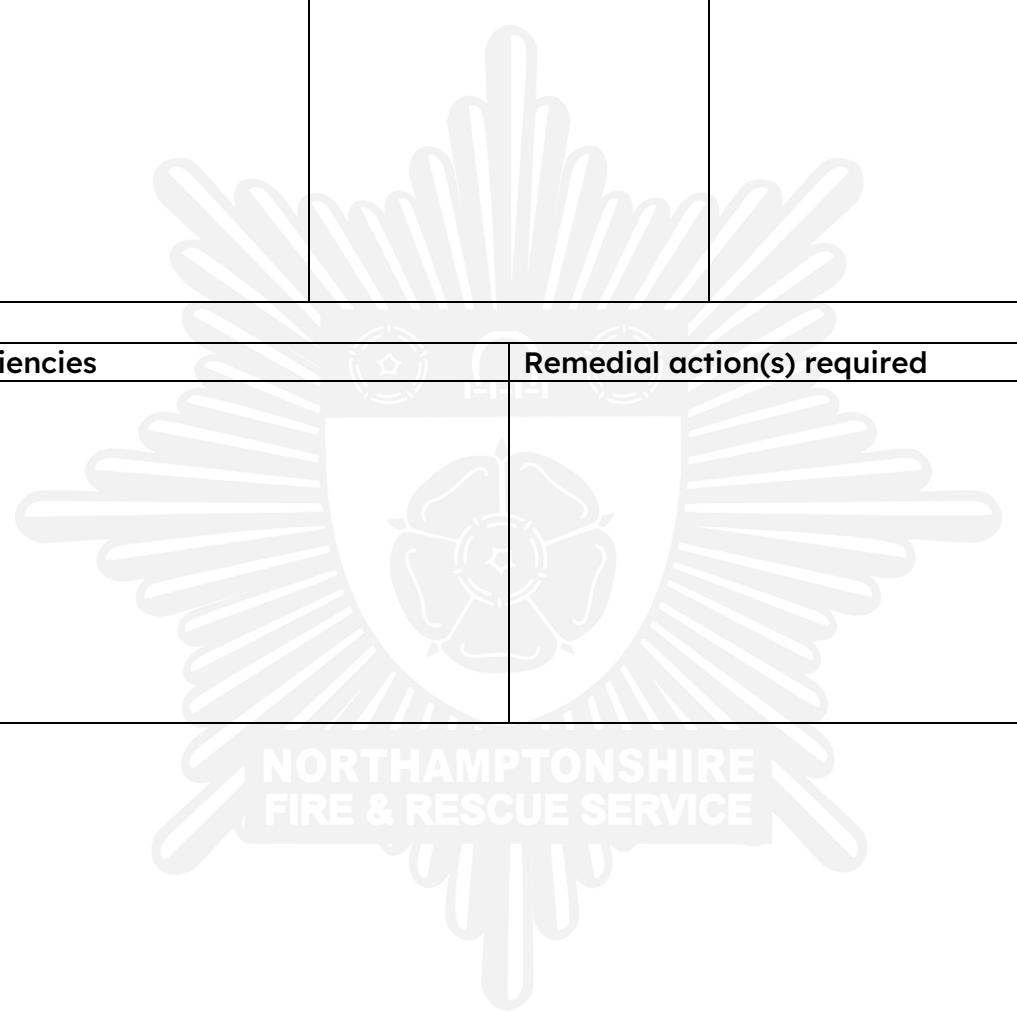 iencies
Remedial action(s) required
NORTHAMPTONSHIRE
FIRE & RESCUE SERVICE